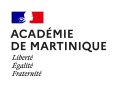 ACADÉMIE
DE MARTINIQUE
Liberté
Égalité
Fraternité